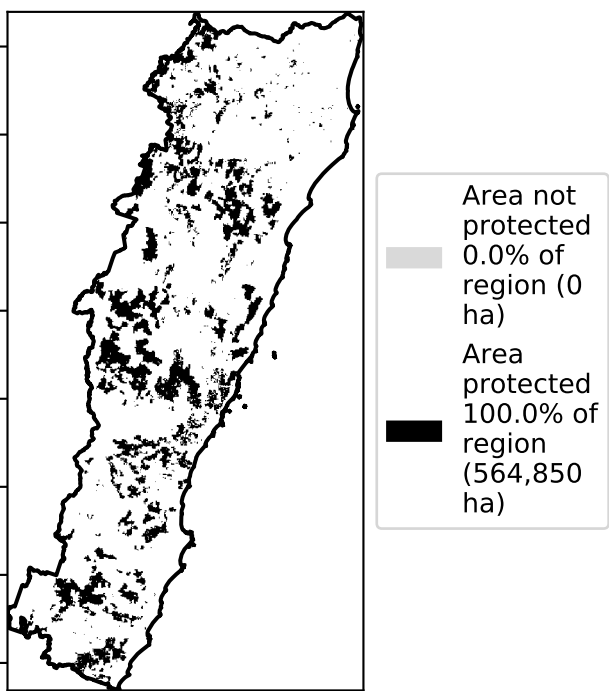 Area not
protected
0.0% of
region (0
ha)
Area
protected
100.0% of
region
(564,850
ha)